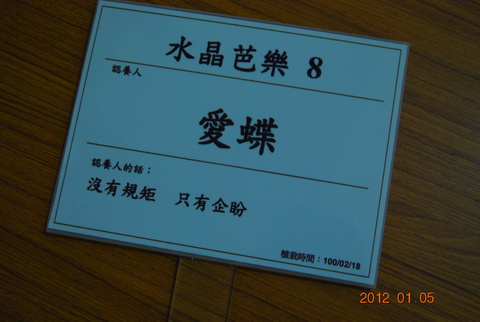 水晶芭樂 8
認養人
愛蝶
認養人的話：
沒有規矩 只有企盼
植栽時間：100/02/18
2012 01 05